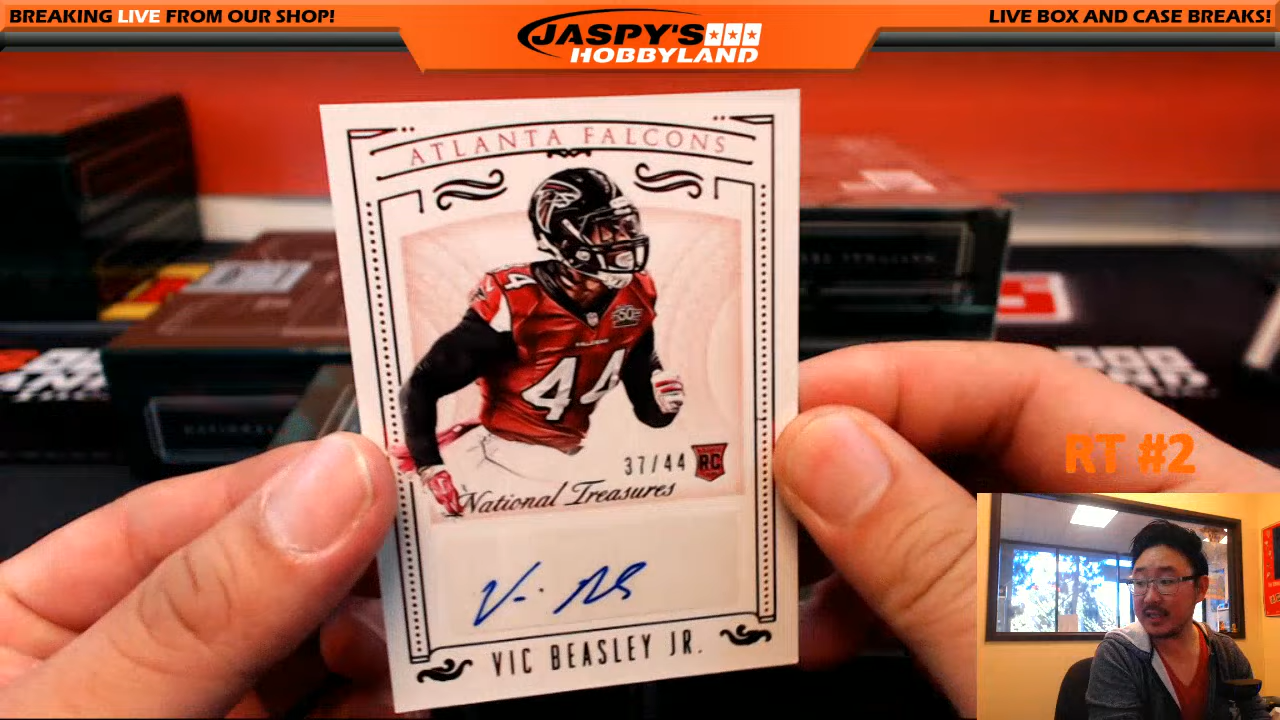 BREAKING LIVE FROM OUR SHOP!
JASPY'S
HOBBYLAND
LIVE BOX AND CASE BREAKS!
ATLANTA FALCONS
44
FALCONS
44
37/44 RC
National Treasures
VIC BEASLEY JR.
RT #2